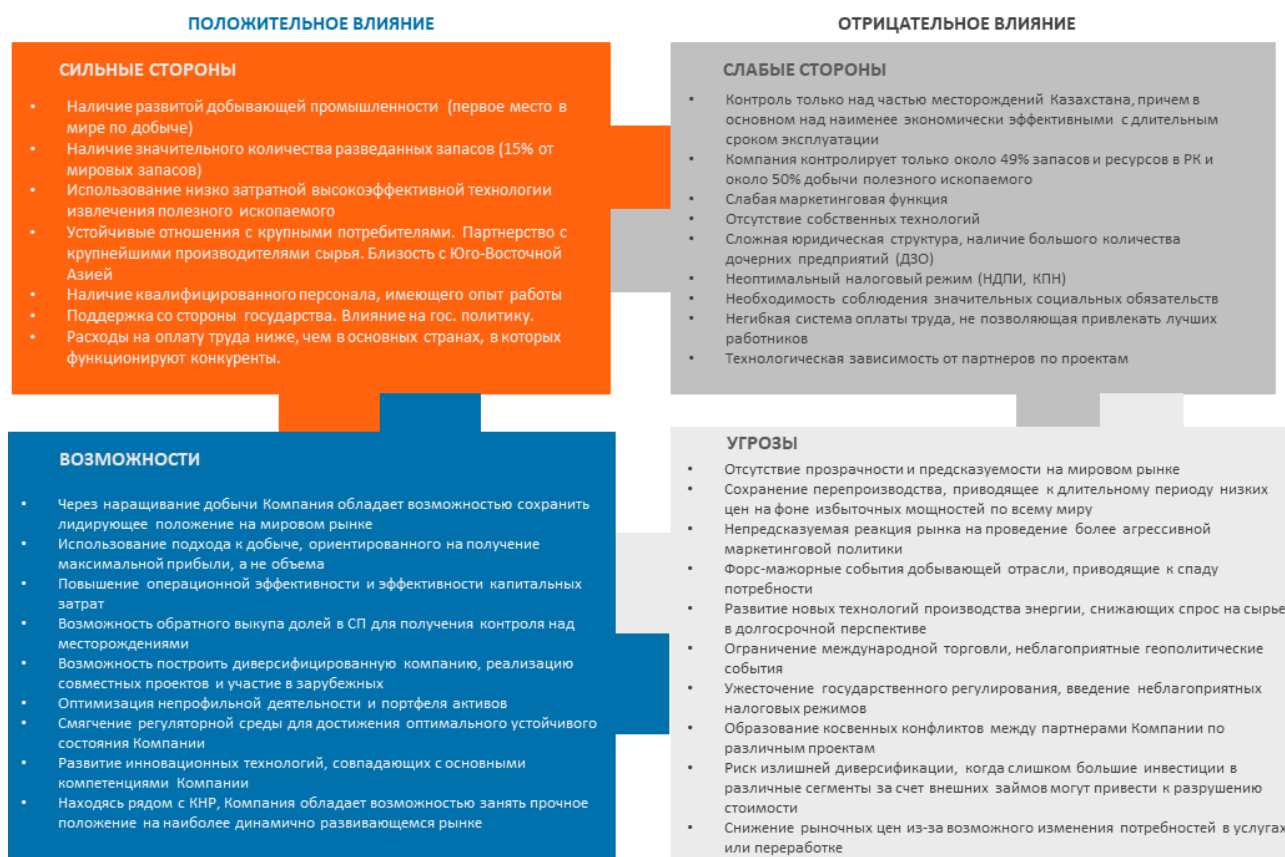 ПОЛОЖИТЕЛЬНОЕ ВЛИЯНИЕ
ОТРИЦАТЕЛЬНОЕ ВЛИЯНИЕ
СИЛЬНЫЕ СТОРОНЫ
• Наличие развитой добывающей промышленности (первое место в
мире по добыче)
• Наличие значительного количества разведанных запасов (15% от
мировых запасов)
• Использование низко затратной высокоэффективной технологии
извлечения полезного ископаемого
• Устойчивые отношения с крупными потребителями. Партнерство с
крупнейшими производителями сырья. Близость с Юго-Восточной
Азией
• Наличие квалифицированного персонала, имеющего опыт работы
• Поддержка со стороны государства. Влияние на гос. политику.
• Расходы на оплату труда ниже, чем в основных странах, в которых
функционируют конкуренты.
СЛАБЫЕ СТОРОНЫ
• Контроль только над частью месторождений Казахстана, причем в
основном над наименее экономически эффективными с длительным
сроком эксплуатации
• Компания контролирует только около 49% запасов и ресурсов в РК и
около 50% добычи полезного ископаемого
• Слабая маркетинговая функция
• Отсутствие собственных технологий
• Сложная юридическая структура, наличие большого количества
дочерних предприятий (ДЗО)
• Неоптимальный налоговый режим (НДПИ, КПН)
• Необходимость соблюдения значительных социальных обязательств
• Негибкая система оплаты труда, не позволяющая привлекать лучших
работников
• Технологическая зависимость от партнеров по проектам
ВОЗМОЖНОСТИ
• Через наращивание добычи Компания обладает возможностью сохранить
лидирующее положение на мировом рынке
• Использование подхода к добыче, ориентированного на получение
максимальной прибыли, а не объема
• Повышение операционной эффективности и эффективности капитальных
затрат
• Возможность обратного выкупа долей в СП для получения контроля над
месторождениями
• Возможность построить диверсифицированную компанию, реализацию
совместных проектов и участие в зарубежных
• Оптимизация непрофильной деятельности и портфеля активов
• Смягчение регуляторной среды для достижения оптимального устойчивого
состояния Компании
• Развитие инновационных технологий, совпадающих с основными
компетенциями Компании
• Находясь рядом с КНР, Компания обладает возможностью занять прочное
положение на наиболее динамично развивающемся рынке
УГРОЗЫ
• Отсутствие прозрачности и предсказуемости на мировом рынке
• Сохранение перепроизводства, приводящее к длительному периоду низких
цен на фоне избыточных мощностей по всему миру
• Непредсказуемая реакция рынка на проведение более агрессивной
маркетинговой политики
• Форс-мажорные события добывающей отрасли, приводящие к спаду
потребности
• Развитие новых технологий производства энергии, снижающих спрос на сырье
в долгосрочной перспективе
• Ограничение международной торговли, неблагоприятные геополитические
события
• Ужесточение государственного регулирования, введение неблагоприятных
налоговых режимов
• Образование косвенных конфликтов между партнерами Компании по
различным проектам
• Риск излишней диверсификации, когда слишком большие инвестиции в
различные сегменты за счет внешних займов могут привести к разрушению
стоимости
• Снижение рыночных цен из-за возможного изменения потребностей в услугах
или переработке